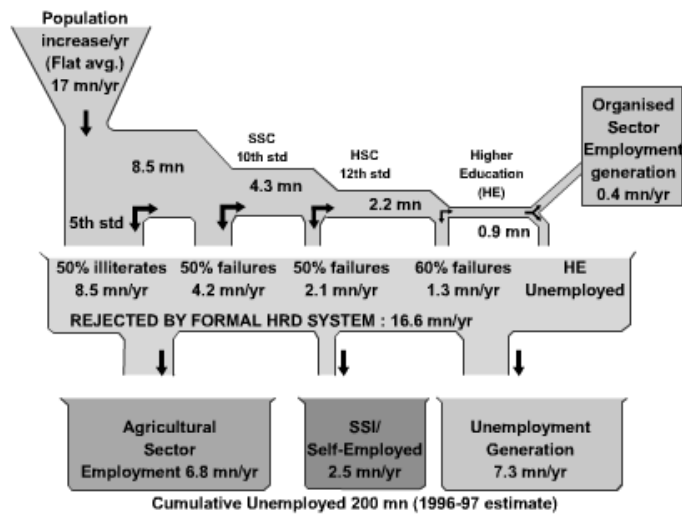 Population
increase/yr
(Flat avg.)
17 mn/yr
8.5 mn
SSC
10th std
4.3 mn
HSC
12th std
2.2 mn
Higher
Education
(HE)
0.9 mn
Organised
Sector
Employment
generation
0.4 mn/yr
5th std
50% illiterates
8.5 mn/yr
50% failures
4.2 mn/yr
50% failures
2.1 mn/yr
60% failures
1.3 mn/yr
HE
Unemployed
REJECTED BY FORMAL HRD SYSTEM : 16.6 mn/yr
Agricultural
Sector
Employment 6.8 mn/yr
SSI/
Self-Employed
2.5 mn/yr
Unemployment
Generation
7.3 mn/yr
Cumulative Unemployed 200 mn (1996-97 estimate)